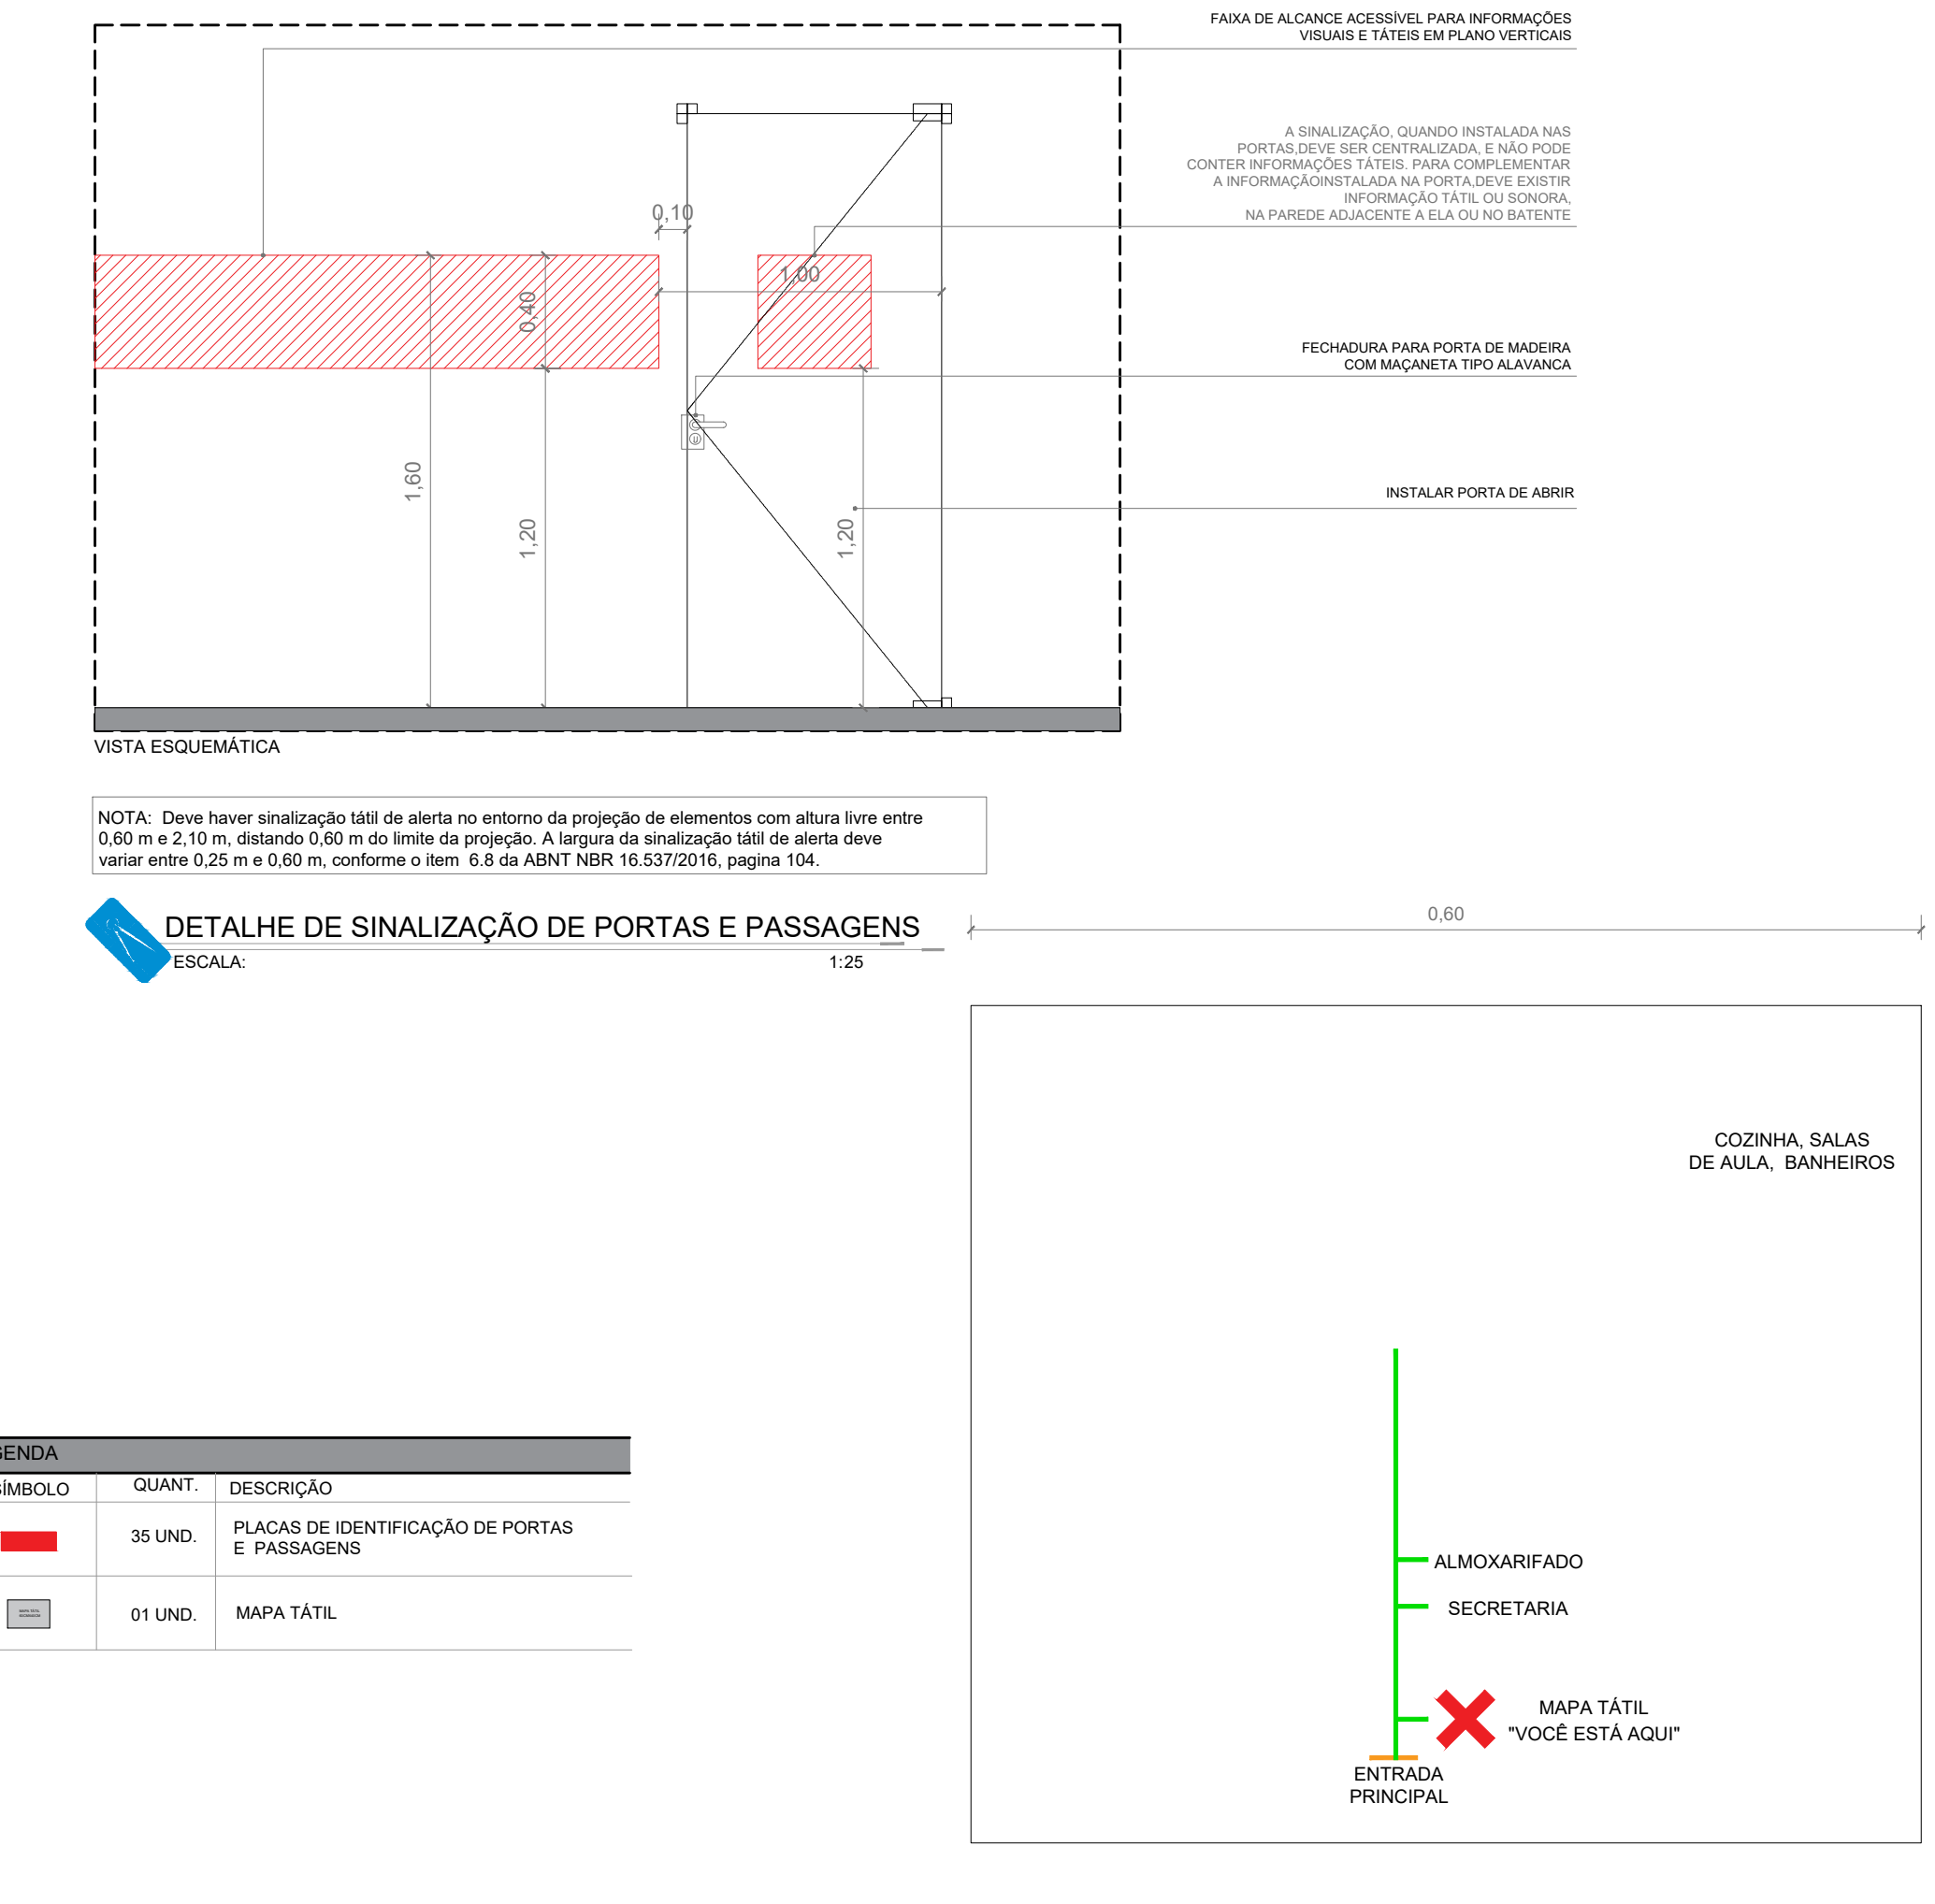 FAIXA DE ALCANCE ACESSÍVEL PARA INFORMAÇÕES
VISUAIS E TÁTEIS EM PLANO VERTICAIS
A SINALIZAÇÃO, QUANDO INSTALADA NAS
PORTAS,DEVE SER CENTRALIZADA, E NÃO PODE
CONTER INFORMAÇÕES TÁTEIS. PARA COMPLEMENTAR
A INFORMAÇÃOINSTALADA NA PORTA,DEVE EXISTIR
INFORMAÇÃO TÁTIL OU SONORA,
NA PAREDE ADJACENTE A ELA OU NO BATENTE
0,10
1,00
0,40
FECHADURA PARA PORTA DE MADEIRA
COM MAÇANETA TIPO ALAVANCA
1,60
1,20
1,20
INSTALAR PORTA DE ABRIR
VISTA ESQUEMÁTICA
NOTA: Deve haver sinalização tátil de alerta no entorno da projeção de elementos com altura livre entre
0,60 m e 2,10 m, distando 0,60 m do limite da projeção. A largura da sinalização tátil de alerta deve
variar entre 0,25 m e 0,60 m, conforme o item 6.8 da ABNT NBR 16.537/2016, pagina 104.
DETALHE DE SINALIZAÇÃO DE PORTAS E PASSAGENS
ESCALA: 1:25
0,60
COZINHA, SALAS
DE AULA, BANHEIROS
ALMOXARIFADO
SECRETARIA
MAPA TÁTIL
"VOCÊ ESTÁ AQUI"
ENTRADA
PRINCIPAL
GENDA
SÍMBOLO QUANT. DESCRIÇÃO
35 UND. PLACAS DE IDENTIFICAÇÃO DE PORTAS
E PASSAGENS
01 UND. MAPA TÁTIL